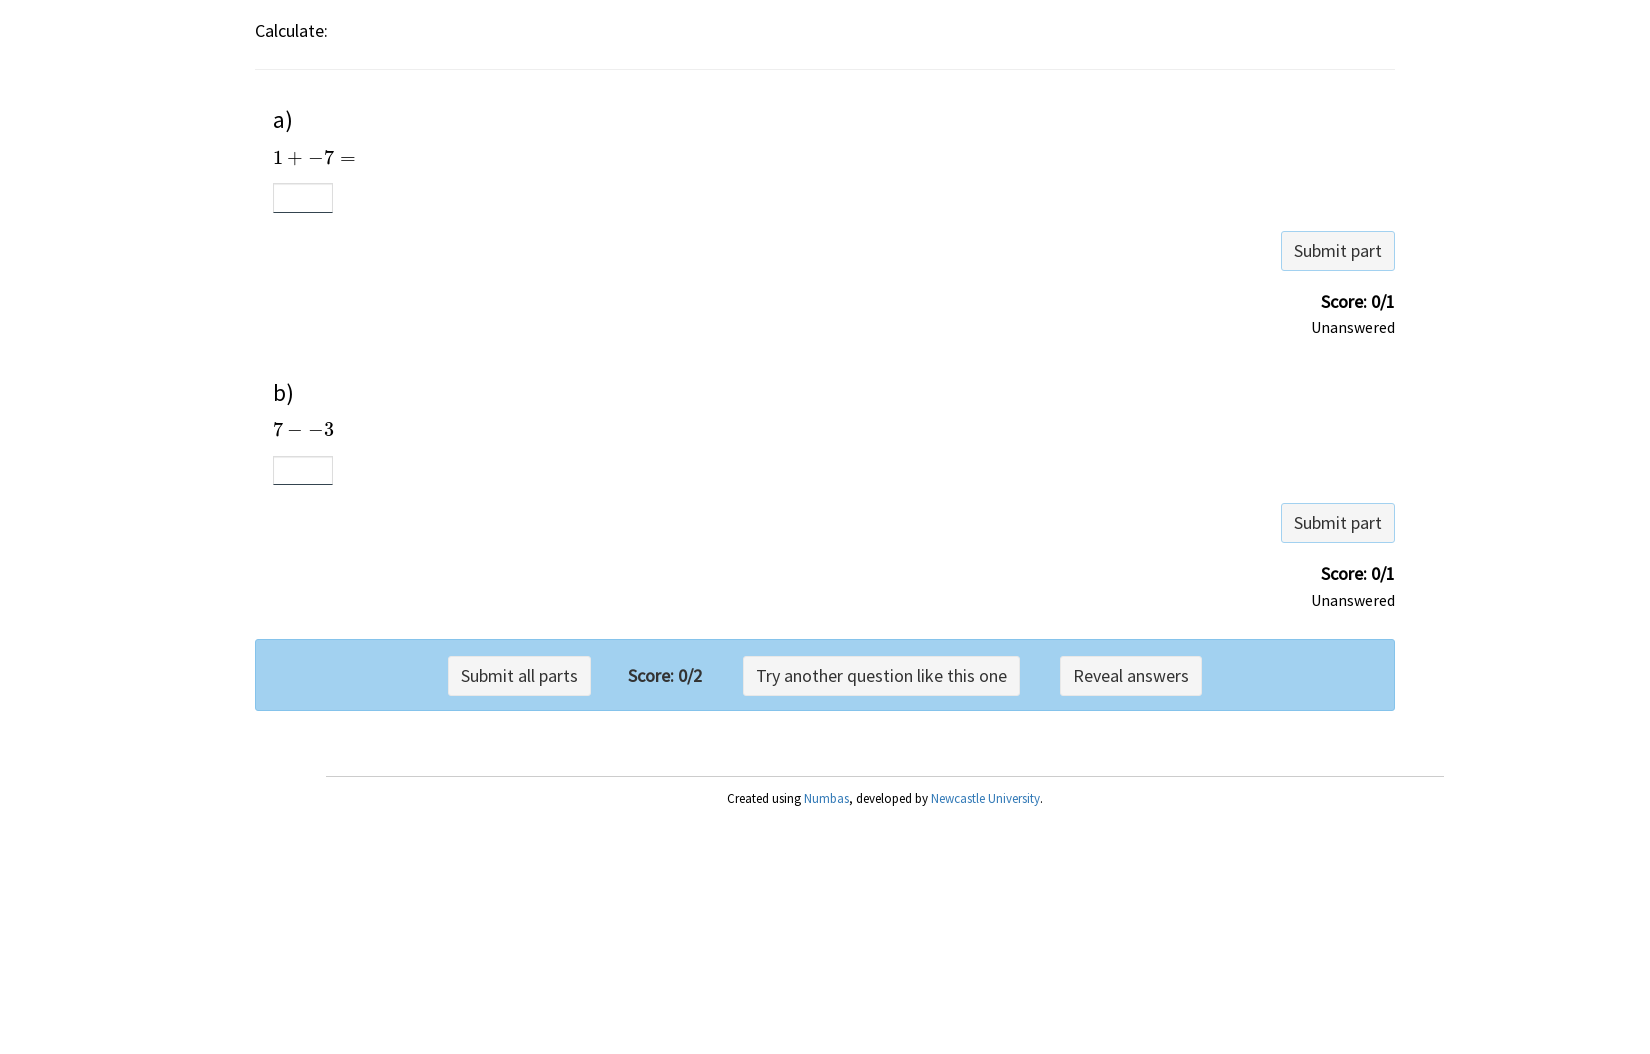 Calculate:
a)
1 + −7 =
Submit part
Score: 0/1
Unanswered
b)
7 − −3
Submit part
Score: 0/1
Unanswered
Submit all parts Score: 0/2 Try another question like this one Reveal answers
Created using Numbas, developed by Newcastle University.